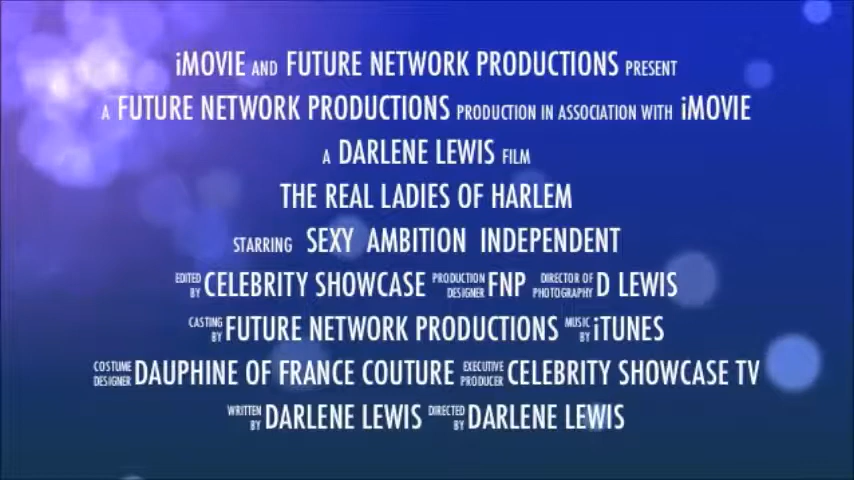 iMOVIE AND FUTURE NETWORK PRODUCTIONS PRESENT
A FUTURE NETWORK PRODUCTIONS PRODUCTION IN ASSOCIATION WITH iMOVIE
A DARLENE LEWIS FILM
THE REAL LADIES OF HARLEM
STARRING SEXY AMBITION INDEPENDENT
EDITED BY CELEBRITY SHOWCASE PRODUCTION DESIGNER FNP DIRECTOR OF PHOTOGRAPHY D LEWIS
CASTING BY FUTURE NETWORK PRODUCTIONS MUSIC BY iTUNES
COSTUME DESIGNER DAUPHINE OF FRANCE COUTURE EXECUTIVE PRODUCER CELEBRITY SHOWCASE TV
WRITTEN BY DARLENE LEWIS DIRECTED BY DARLENE LEWIS